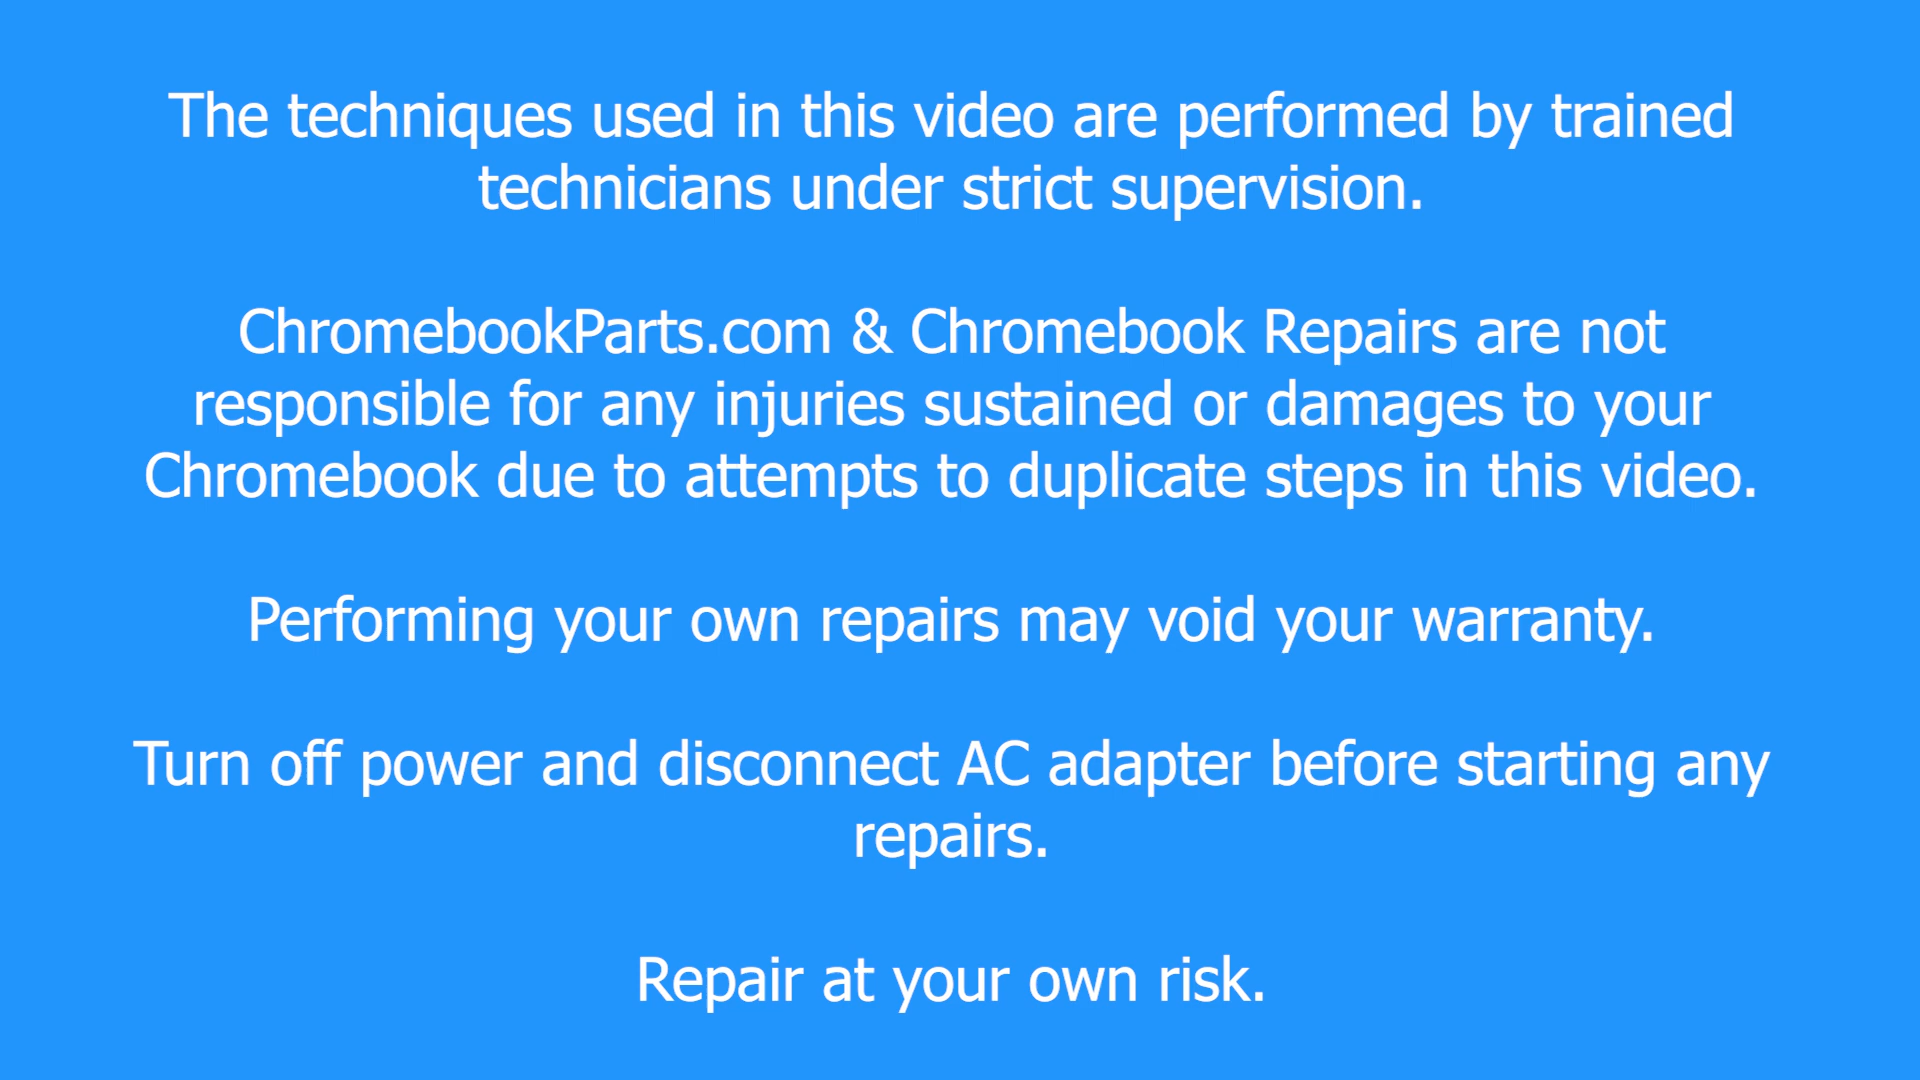 The techniques used in this video are performed by trained
technicians under strict supervision.
ChromebookParts.com & Chromebook Repairs are not
responsible for any injuries sustained or damages to your
Chromebook due to attempts to duplicate steps in this video.
Performing your own repairs may void your warranty.
Turn off power and disconnect AC adapter before starting any
repairs.
Repair at your own risk.